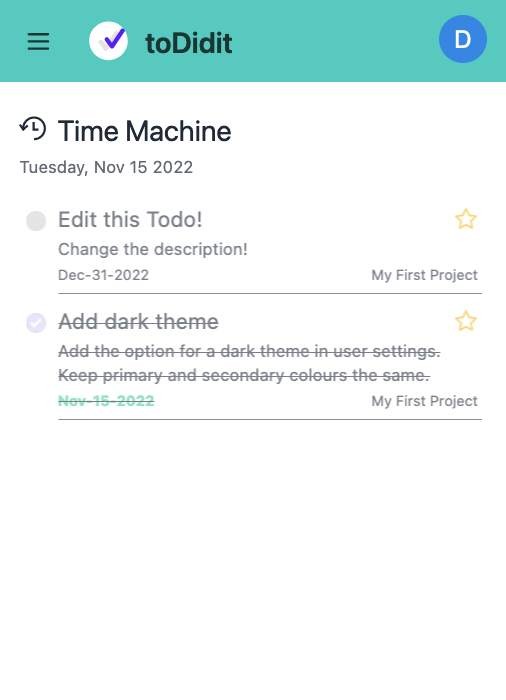 toDidit
D
Time Machine
Tuesday, Nov 15 2022
Edit this Todo!
Change the description!
Dec-31-2022
My First Project
Add dark theme
Add the option for a dark theme in user settings.
Keep primary and secondary colours the same.
Nov-15-2022
My First Project